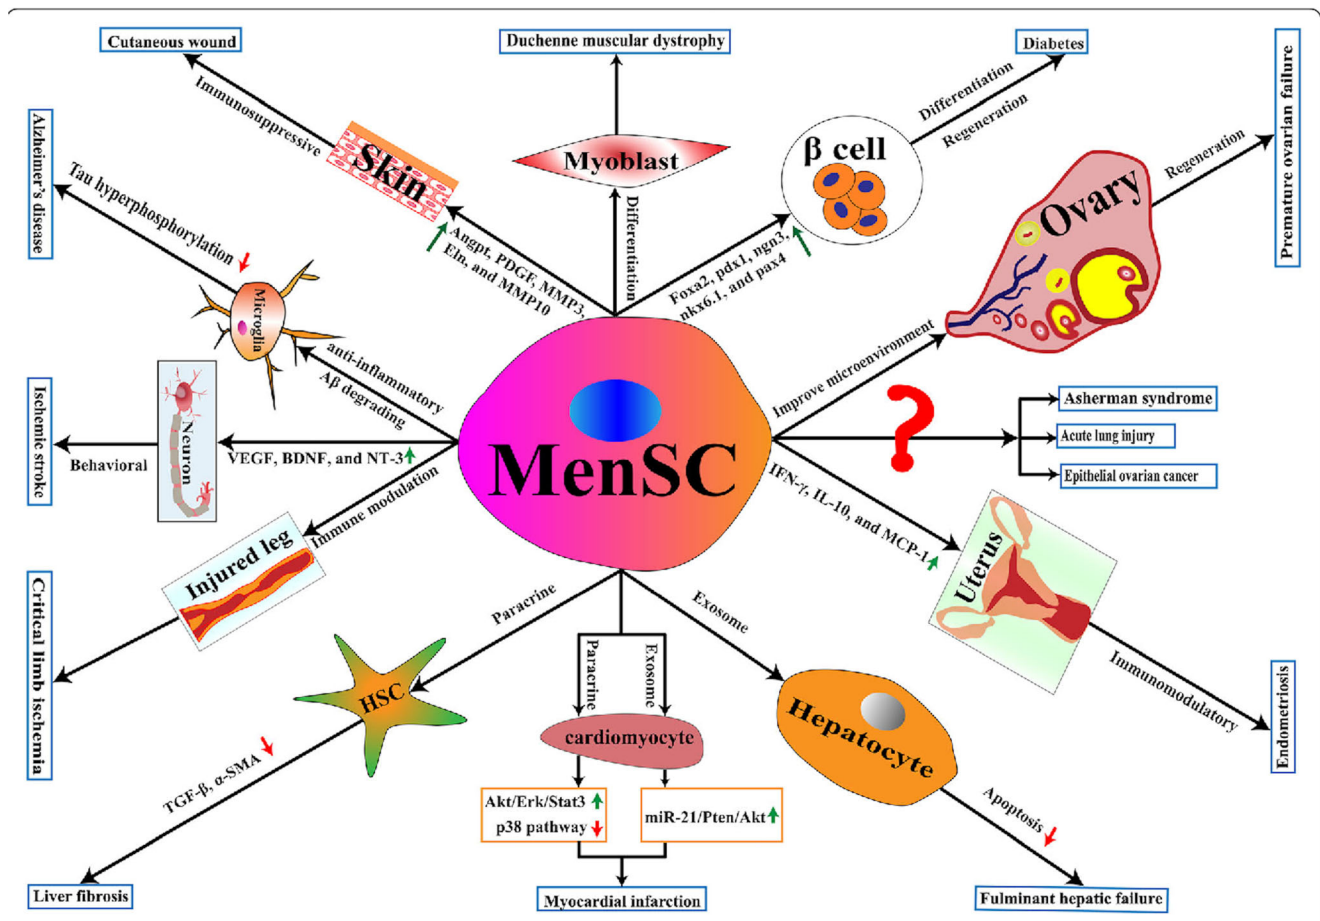 Cutaneous wound
Duchenne muscular dystrophy
Diabetes
Premature ovarian failure
Alzheimer's disease
Immunosuppressive
Skin
Myoblast
β cell
Differentiation
Regeneration
Ovary
Regeneration
Tau hyperphosphorylation
Microglia
Angpt, PDGF, MMP3,
Eln, and MMP10
Differentiation
Foxa2, pdx1, ngn3,
nkx6.1, and pax4
anti-inflammatory
Aβ degrading
Improve microenvironment
?
Asherman syndrome
Acute lung injury
Epithelial ovarian cancer
Ischemic stroke
Behavioral
Neuron
VEGF, BDNF, and NT-3
MenSC
IFN-γ, IL-10, and MCP-1
Uterus
Immunomodulatory
Endometriosis
Immune modulation
Injured leg
Critical limb ischemia
Paracrine
HSC
TGF-β, α-SMA
Liver fibrosis
Paracrine
Exosome
cardiomyocyte
Akt/Erk/Stat3
p38 pathway
miR-21/Pten/Akt
Myocardial infarction
Exosome
Hepatocyte
Apoptosis
Fulminant hepatic failure